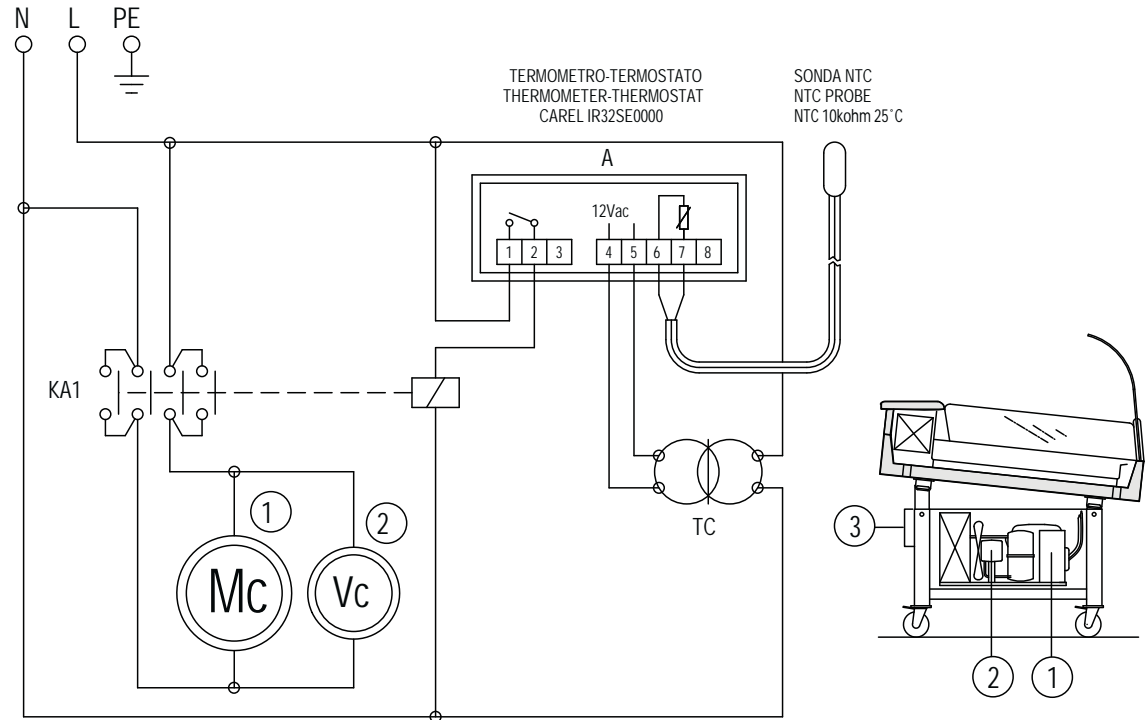 N L PE
TERMOMETRO-TERMOSTATO
THERMOMETER-THERMOSTAT
CAREL IR32SE0000
SONDA NTC
NTC PROBE
NTC 10kohm 25°C
A
12Vac
1 2 3 4 5 6 7 8
KA1
TC
1
2
Mc
Vc
3
2 1